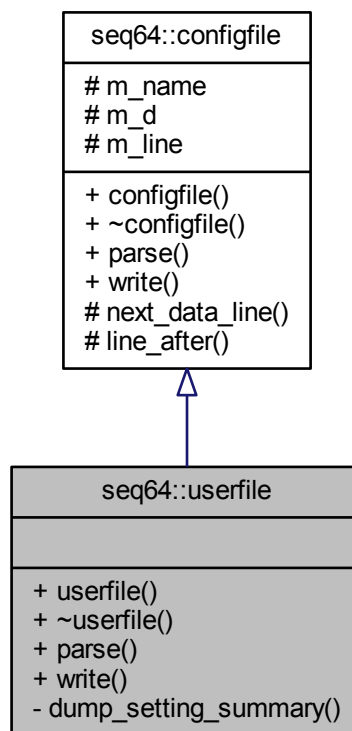 seq64::configfile
# m_name
# m_d
# m_line
+ configfile()
+ ~configfile()
+ parse()
+ write()
# next_data_line()
# line_after()
seq64::userfile
+ userfile()
+ ~userfile()
+ parse()
+ write()
- dump_setting_summary()